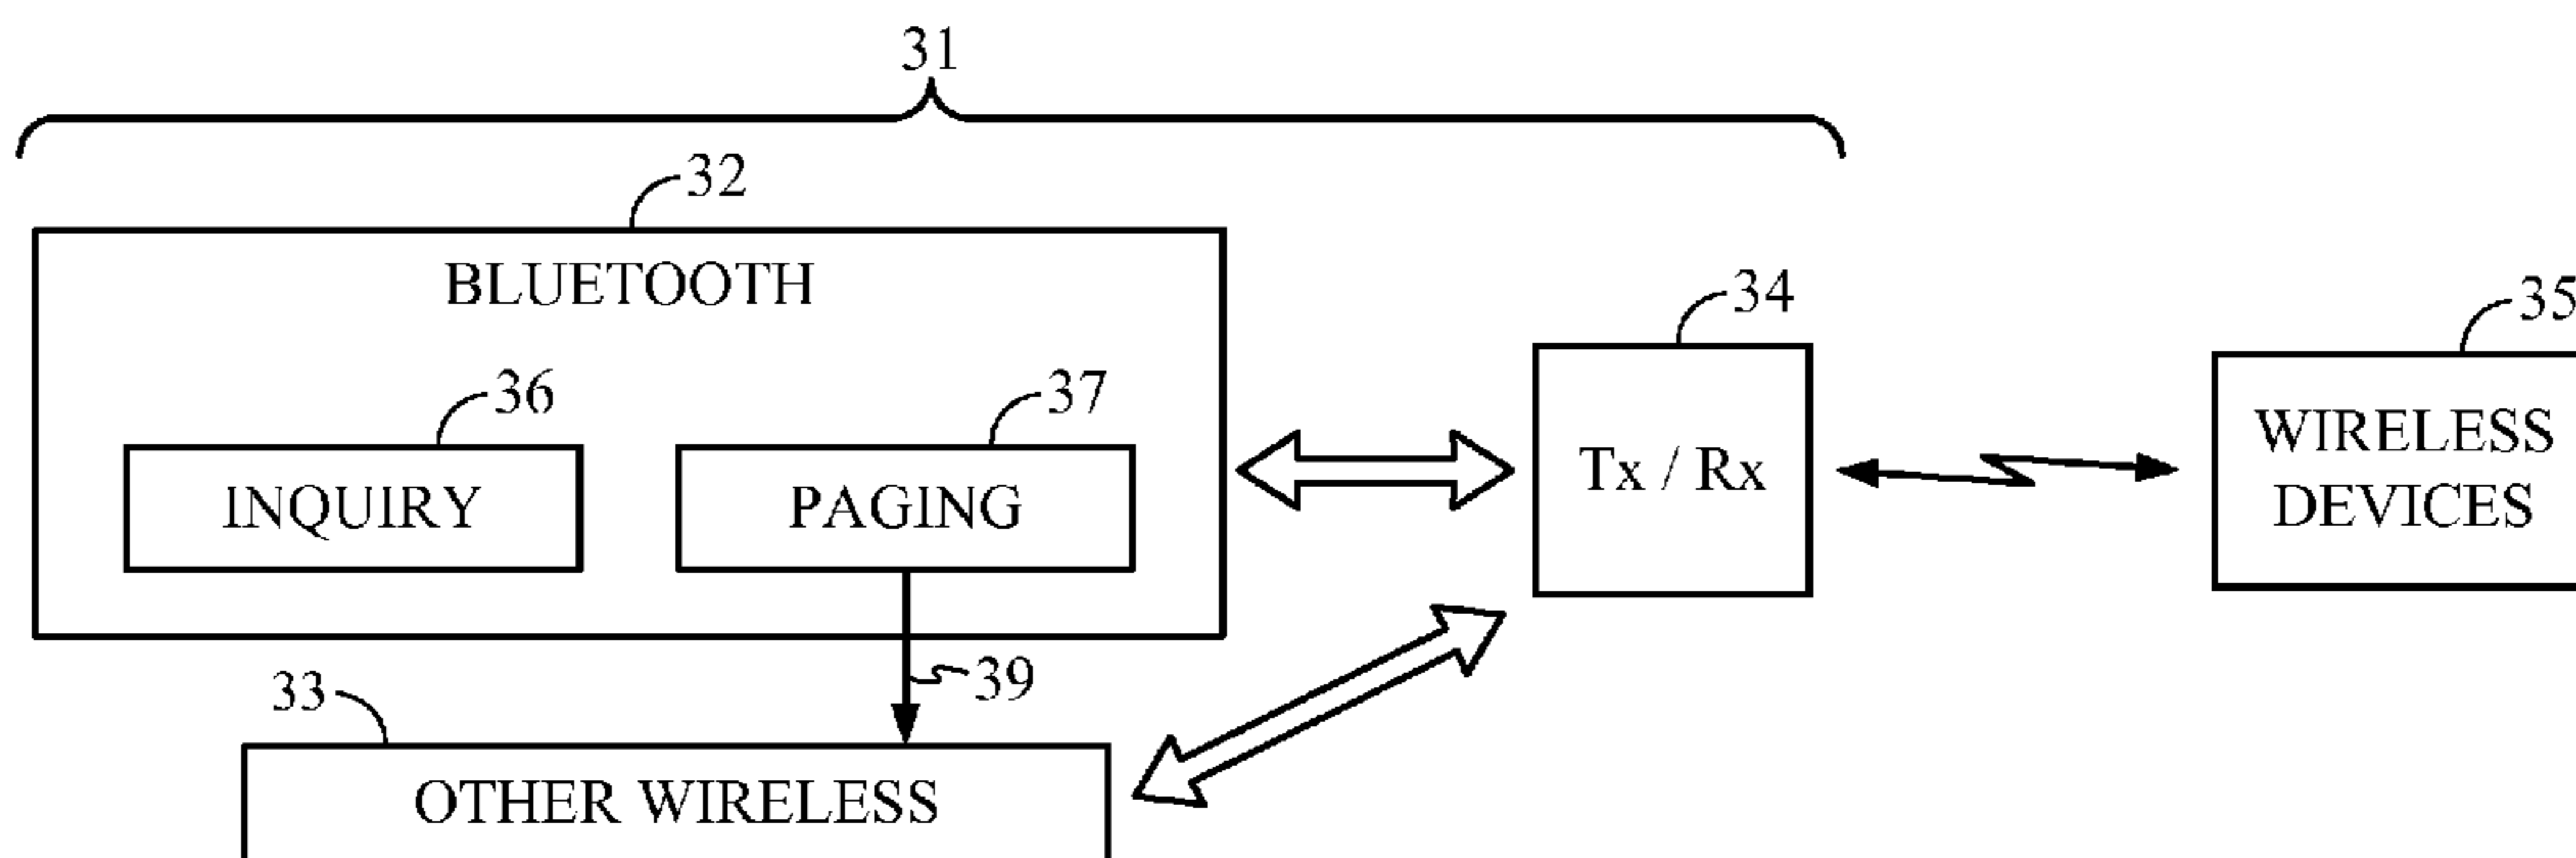 31
32
BLUETOOTH
34
35
36
37
INQUIRY
PAGING
Tx / Rx
WIRELESS
DEVICES
39
33
OTHER WIRELESS